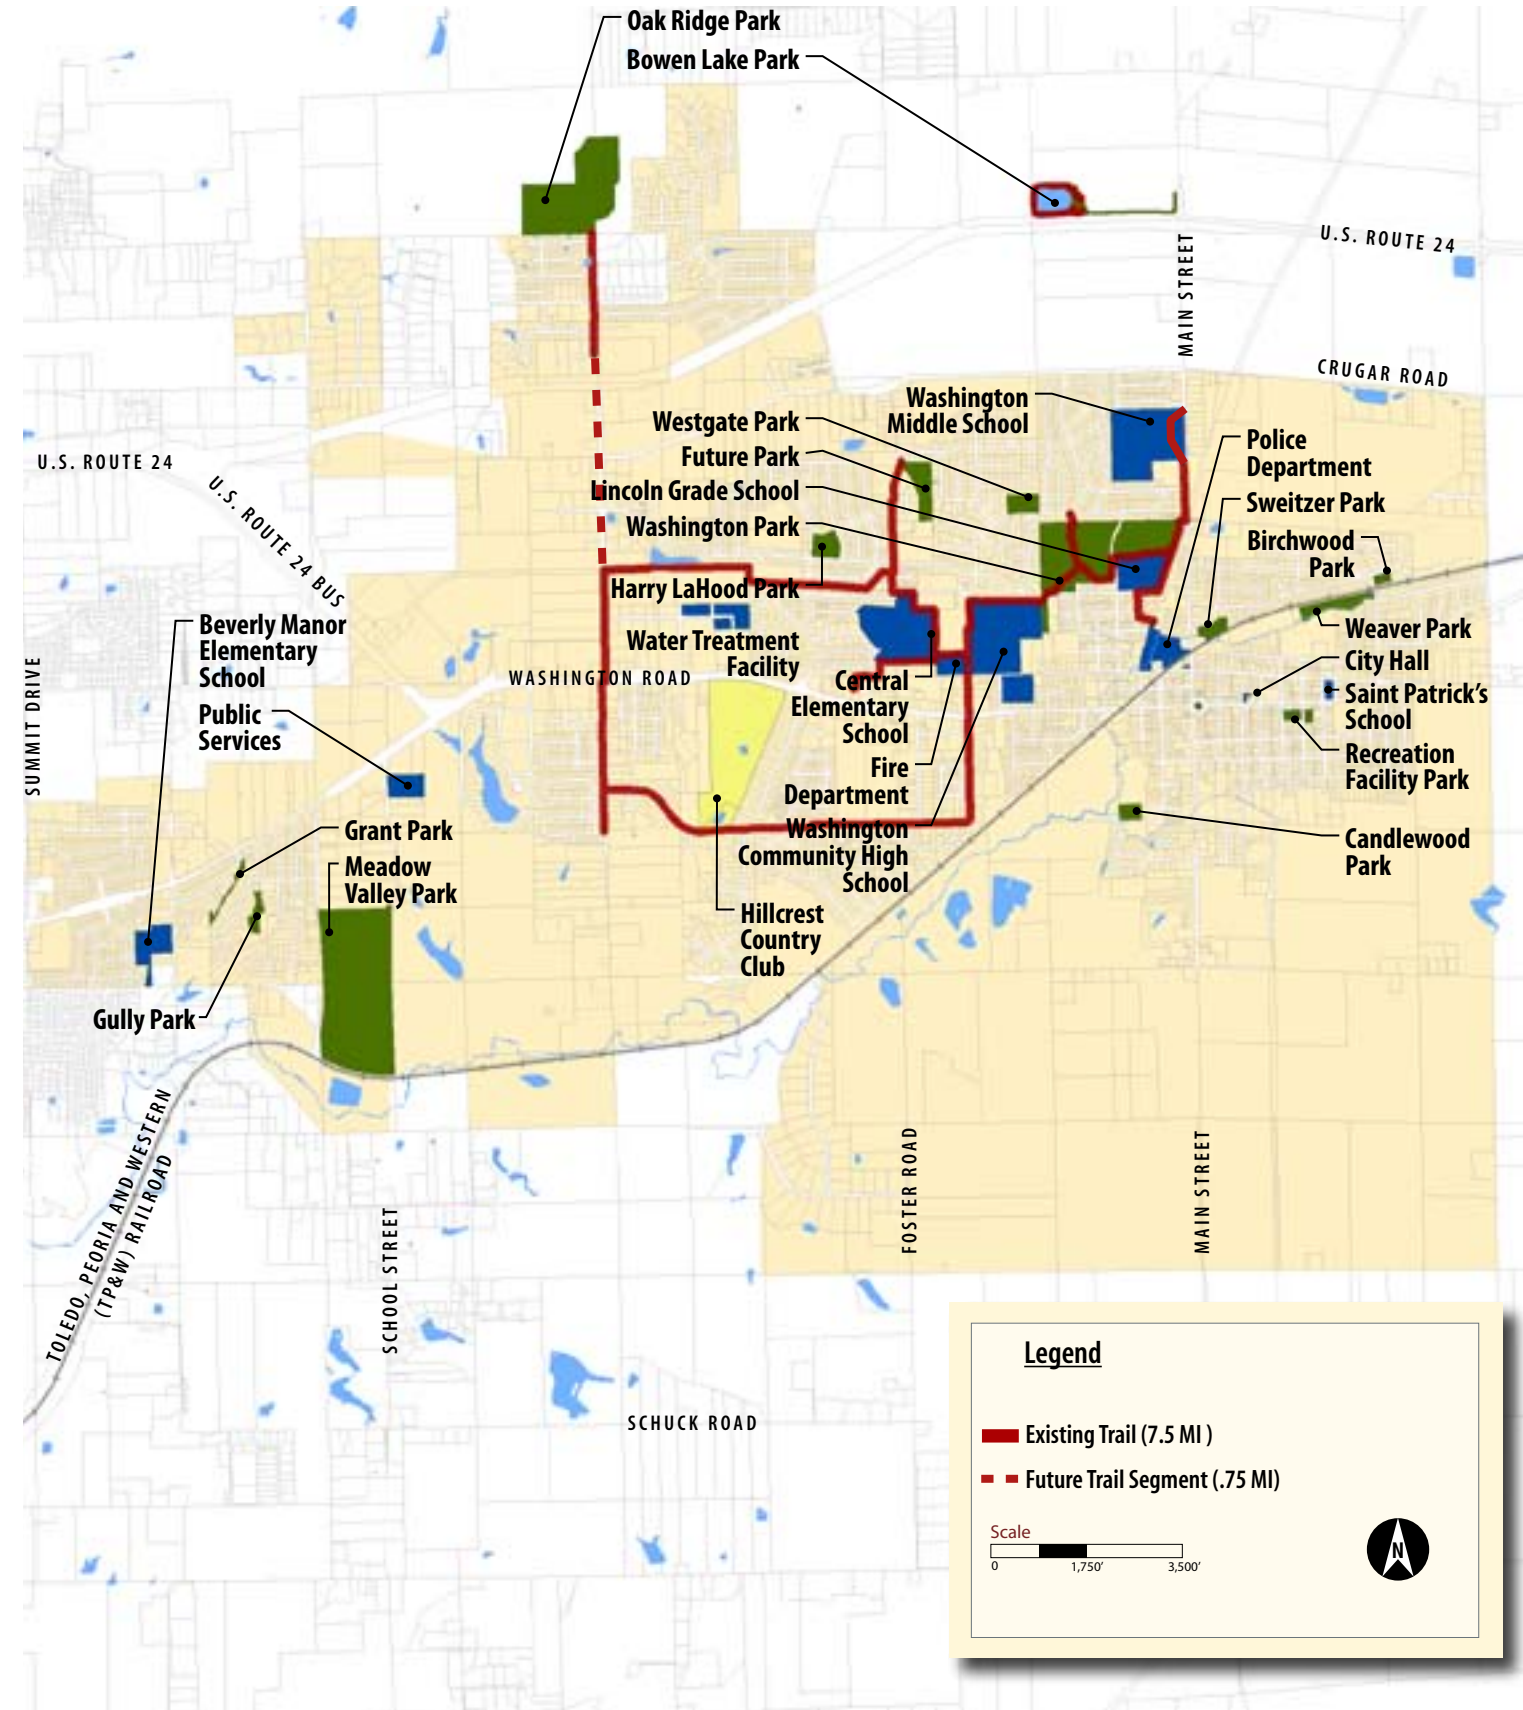 Oak Ridge Park
Bowen Lake Park
U.S. ROUTE 24
MAIN STREET
CRUGAR ROAD
Washington
Middle School
Westgate Park
Future Park
Lincoln Grade School
Washington Park
Harry LaHood Park
Police
Department
Sweitzer Park
Birchwood
Park
U.S. ROUTE 24
U.S. ROUTE 24 BUS
Beverly Manor
Elementary
School
Public
Services
SUMMIT DRIVE
Water Treatment
Facility
WASHINGTON ROAD
Central
Elementary
School
Fire
Department
Washington
Community High
School
Weaver Park
City Hall
Saint Patrick's
School
Recreation
Facility Park
Candlewood
Park
Grant Park
Meadow
Valley Park
Hillcrest
Country
Club
Gully Park
TOLEDO, PEORIA AND WESTERN
(TP&W) RAILROAD
SCHOOL STREET
FOSTER ROAD
MAIN STREET
SCHUCK ROAD
Legend
Existing Trail (7.5 MI )
Future Trail Segment (.75 MI)
Scale
0 1,750' 3,500'
N